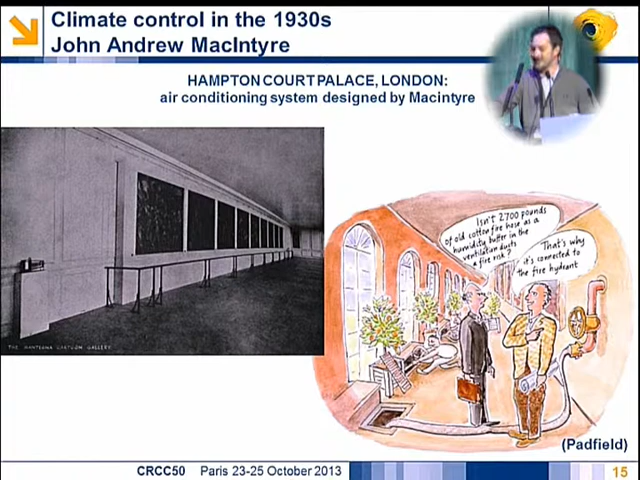 Climate control in the 1930s
John Andrew MacIntyre
HAMPTON COURT PALACE, LONDON:
air conditioning system designed by Macintyre
Isn't 2700 pounds
of old cotton fire hose as a
humidity buffer in the
ventilation ducts
a fire risk?
That's why
it's connected to
the fire hydrant
THE MANTEGNA CARTOON GALLERY
(Padfield)
CRCC50 Paris 23-25 October 2013
15